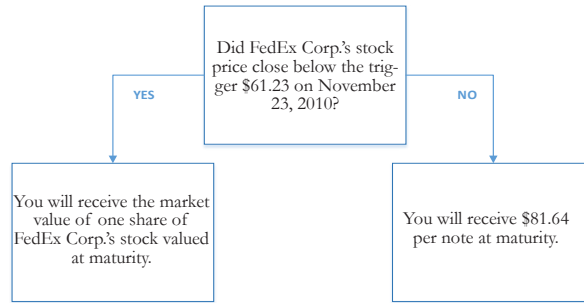 Did FedEx Corp.'s stock
price close below the trig-
ger $61.23 on November
23, 2010?
YES
NO
You will receive the market
value of one share of
FedEx Corp.'s stock valued
at maturity.
You will receive $81.64
per note at maturity.